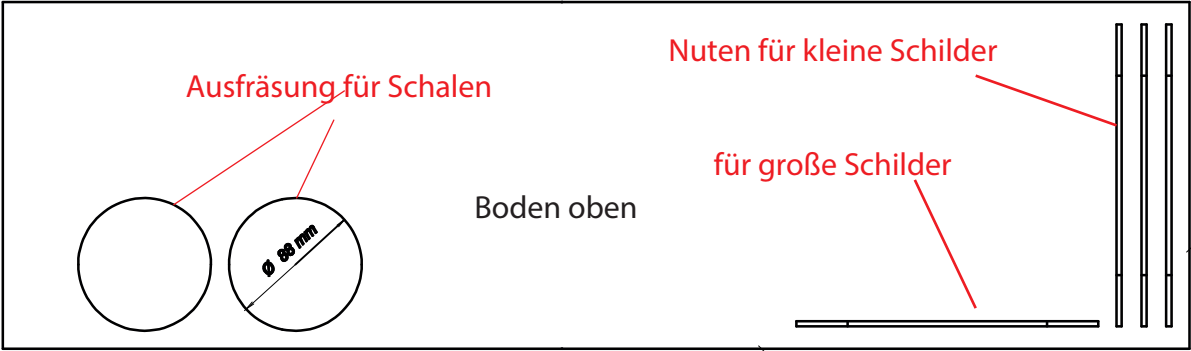 Nuten für kleine Schilder
Ausfräsung für Schalen
für große Schilder
Boden oben
Ø 88 mm